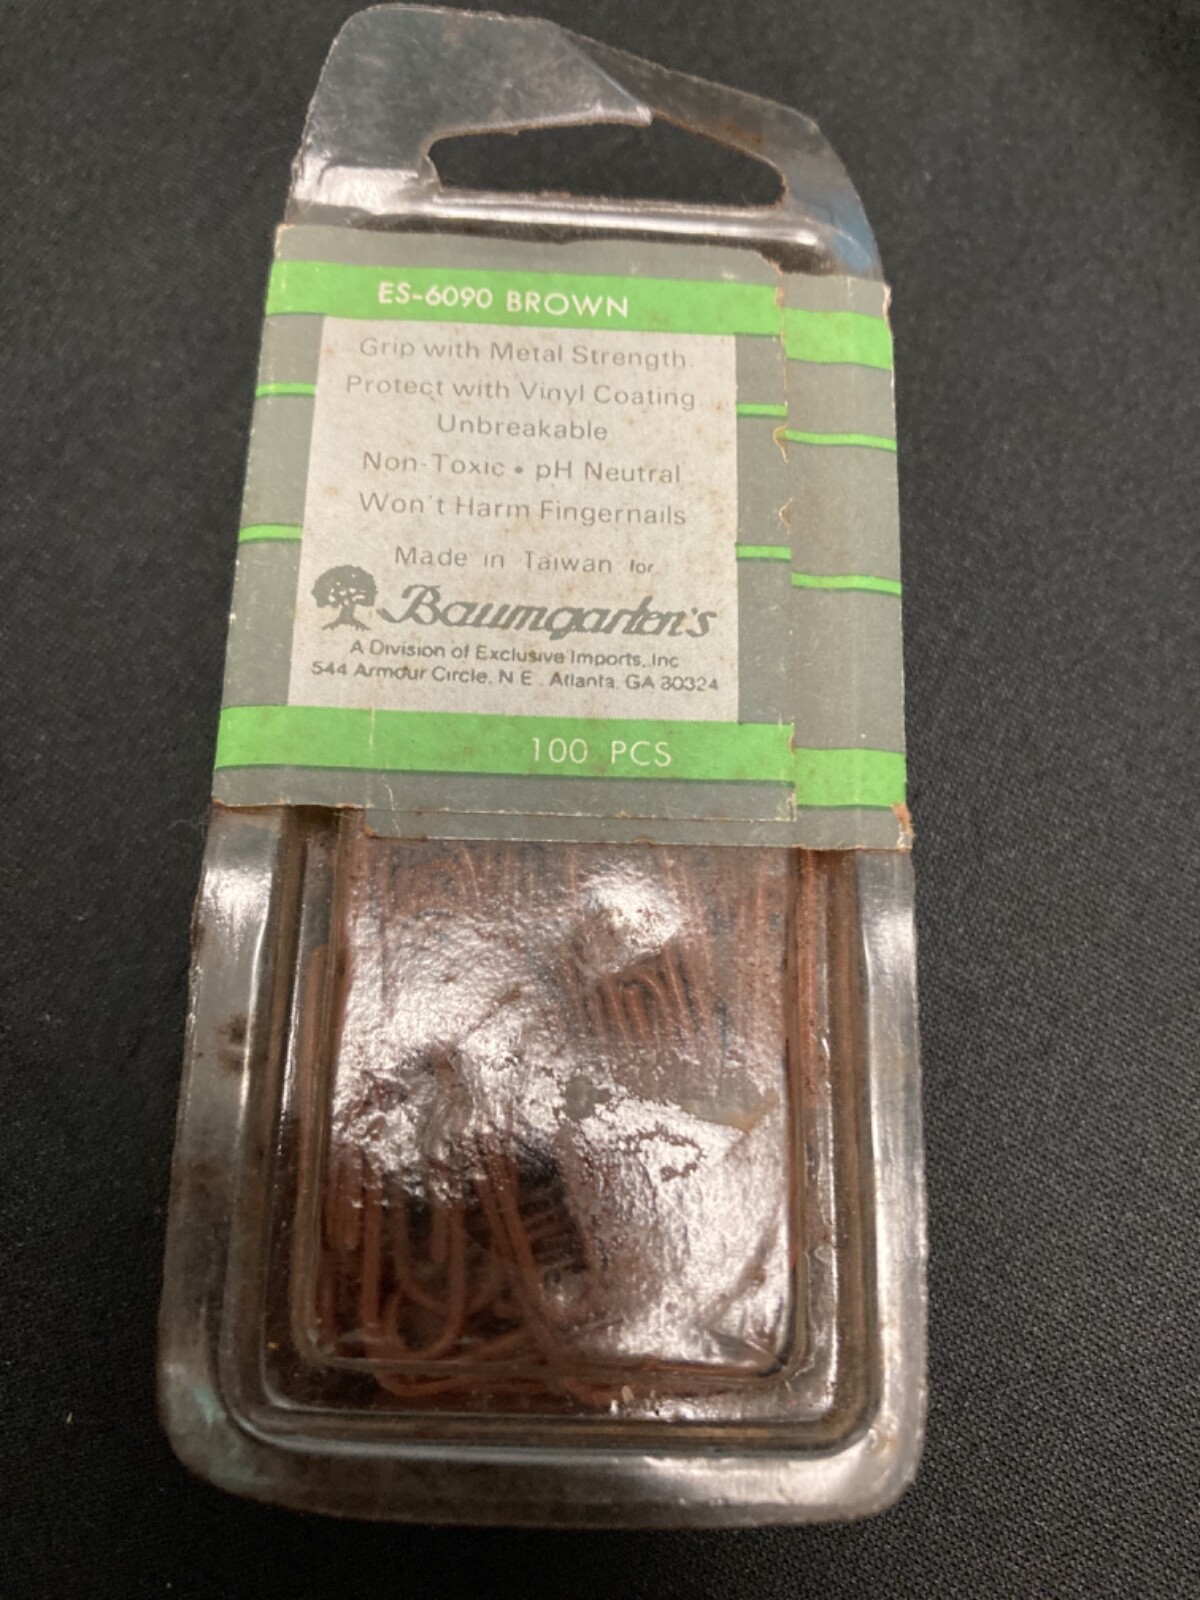 ES-6090 BROWN
Grip with Metal Strength.
Protect with Vinyl Coating.
Unbreakable
Non-Toxic • pH Neutral
Won't Harm Fingernails
Made in Taiwan for.
Baumgarten's
A Division of Exclusive Imports, Inc
544 Armour Circle, N E . Atlanta, GA 30324
100 PCS